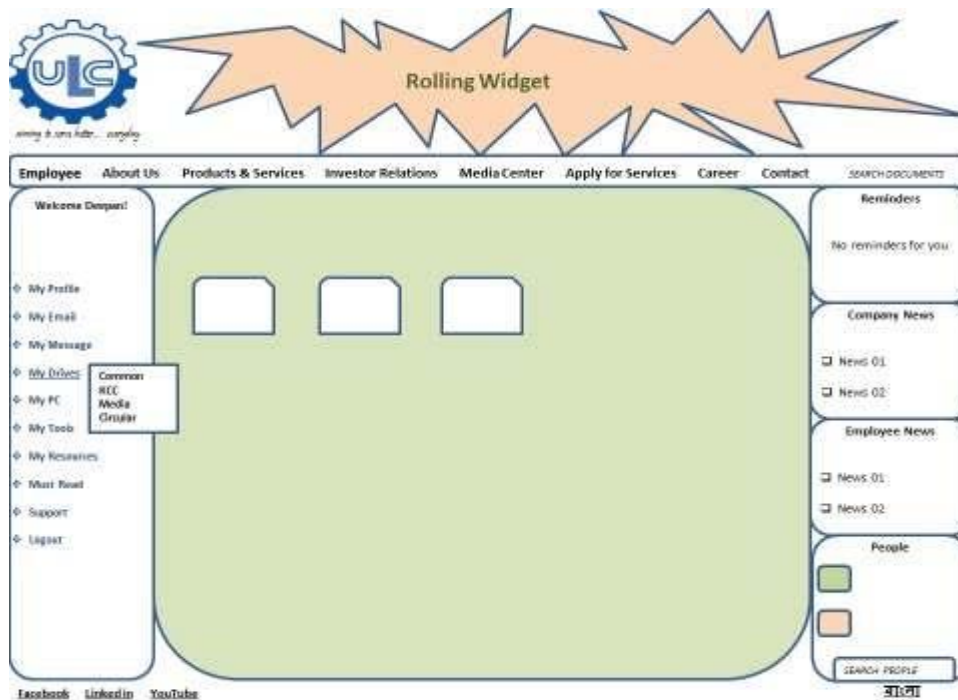 ULC
Rolling Widget
Employee About Us Products & Services Investor Relations Media Center Apply for Services Career Contact SEARCH DOCUMENTS
Welcome Deepan!
My Profile
My Email
My Message
My Drives
My PC
My Tools
My Resources
Must Read
Support
Logout
Common
RCC
Media
Circular
Reminders
No reminders for you
Company News
News 01
News 02
Employee News
News 01
News 02
People
SEARCH PEOPLE
Facebook LinkedIn YouTube
বাংলা